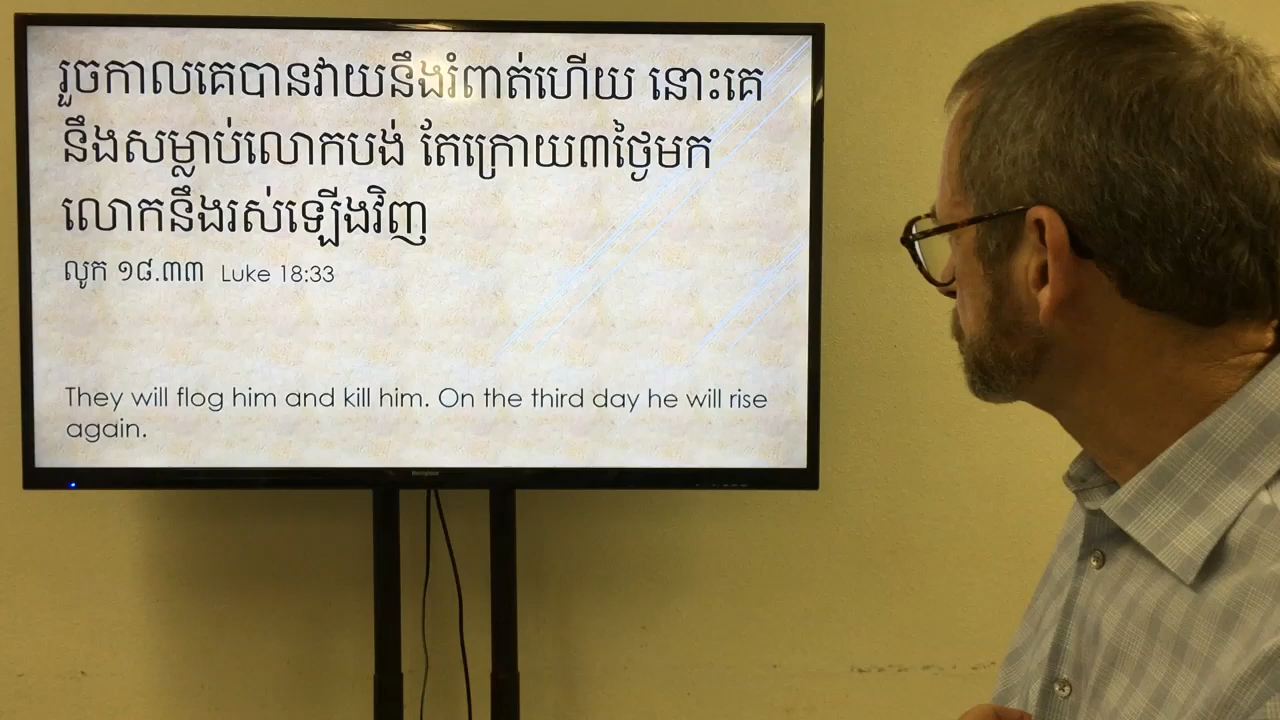 រួចកាលគេបានវាយនឹងរំពាត់ហើយ នោះគេ
នឹងសម្លាប់លោកបង់ តែក្រោយ៣ថ្ងៃមក
លោកនឹងរស់ឡើងវិញ
លូក ១៨.៣៣ Luke 18:33
They will flog him and kill him. On the third day he will rise
again.
Westinghouse